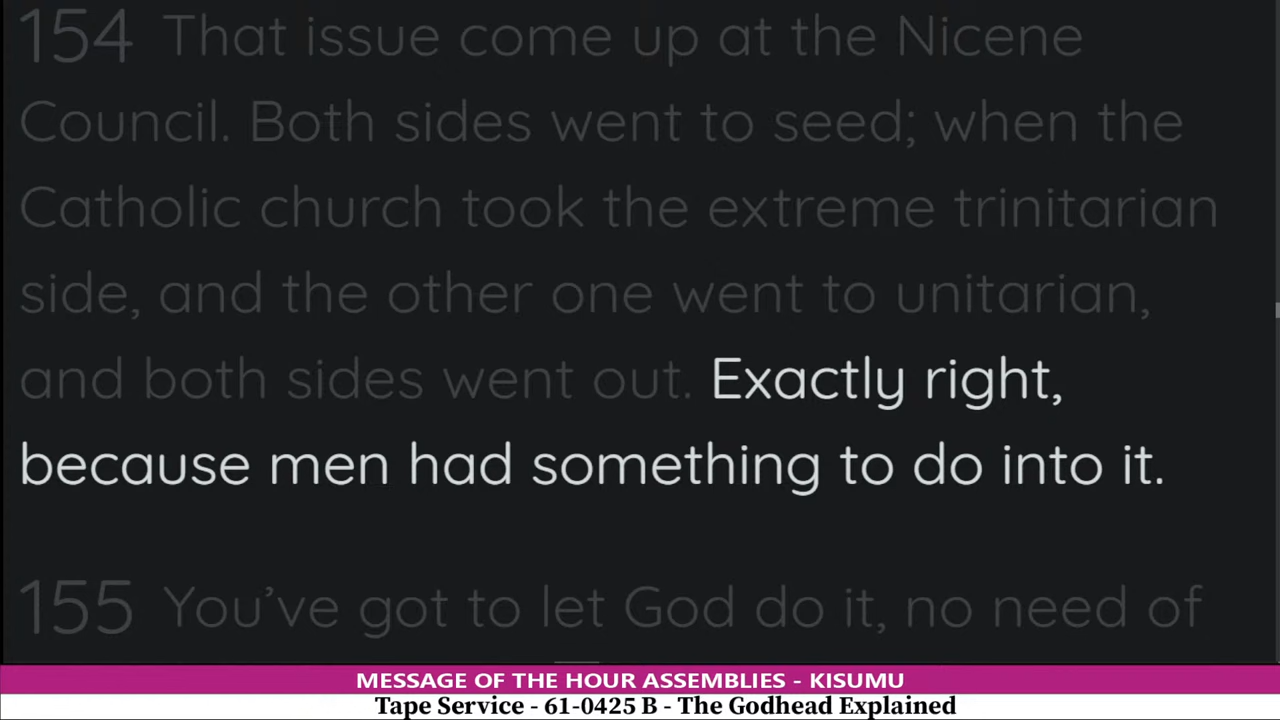 154 That issue come up at the Nicene
Council. Both sides went to seed; when the
Catholic church took the extreme trinitarian
side, and the other one went to unitarian,
and both sides went out. Exactly right,
because men had something to do into it.
155 You’ve got to let God do it, no need of
MESSAGE OF THE HOUR ASSEMBLIES - KISUMU
Tape Service - 61-0425 B - The Godhead Explained